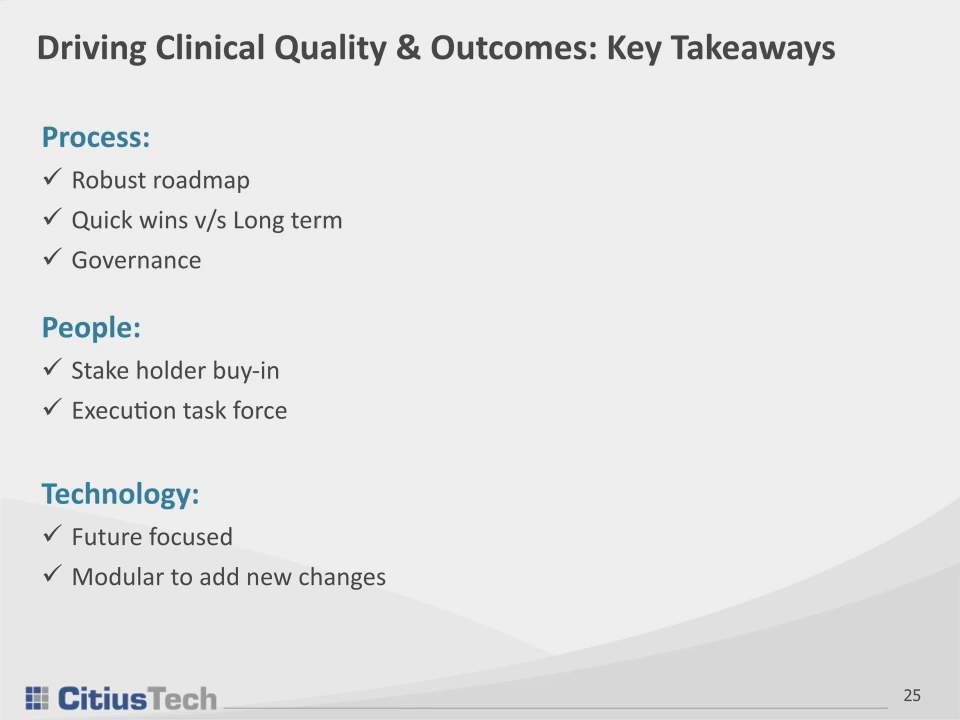 Driving Clinical Quality & Outcomes: Key Takeaways
Process:
✓ Robust roadmap
✓ Quick wins v/s Long term
✓ Governance
People:
✓ Stake holder buy-in
✓ Execution task force
Technology:
✓ Future focused
✓ Modular to add new changes
CitiusTech
25